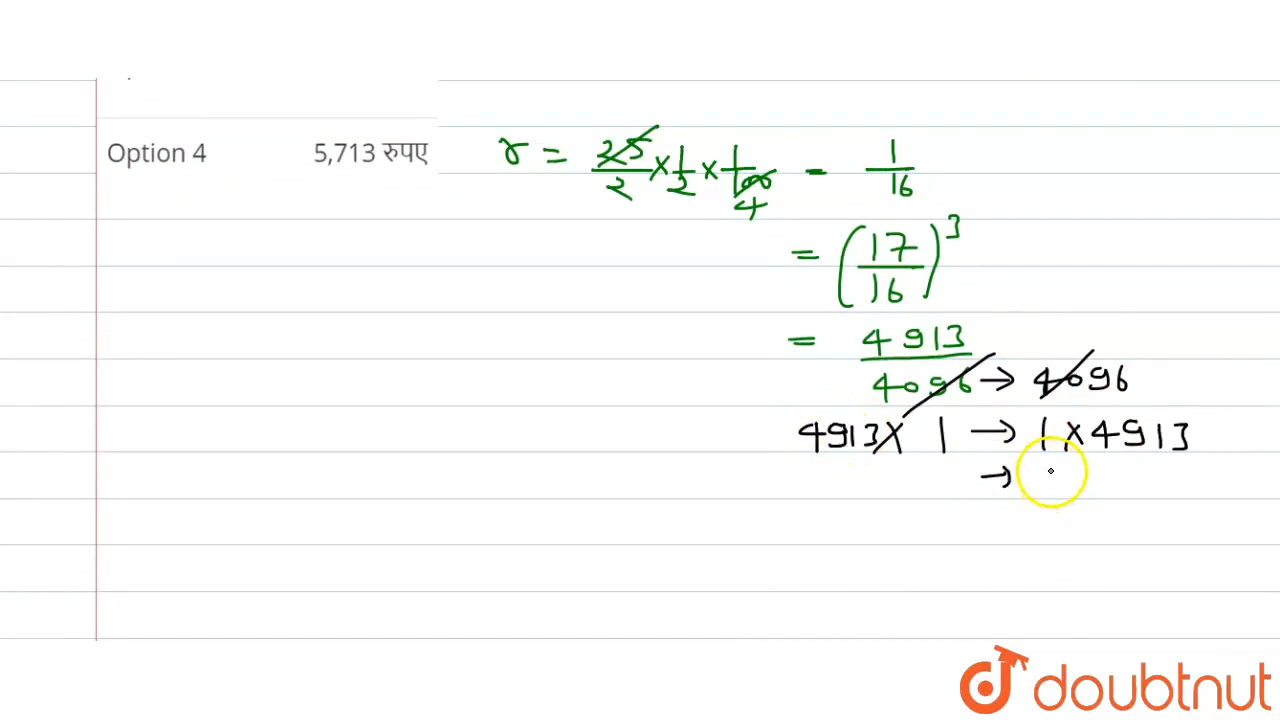 Option 4 5,713 रुपए
r = 25/2 × 1/2 × 1/100 = 1/16
4
= (17/16)³
= 4913/4096 → 4096
4913 × 1 → 1 × 4913
→
doubtnut